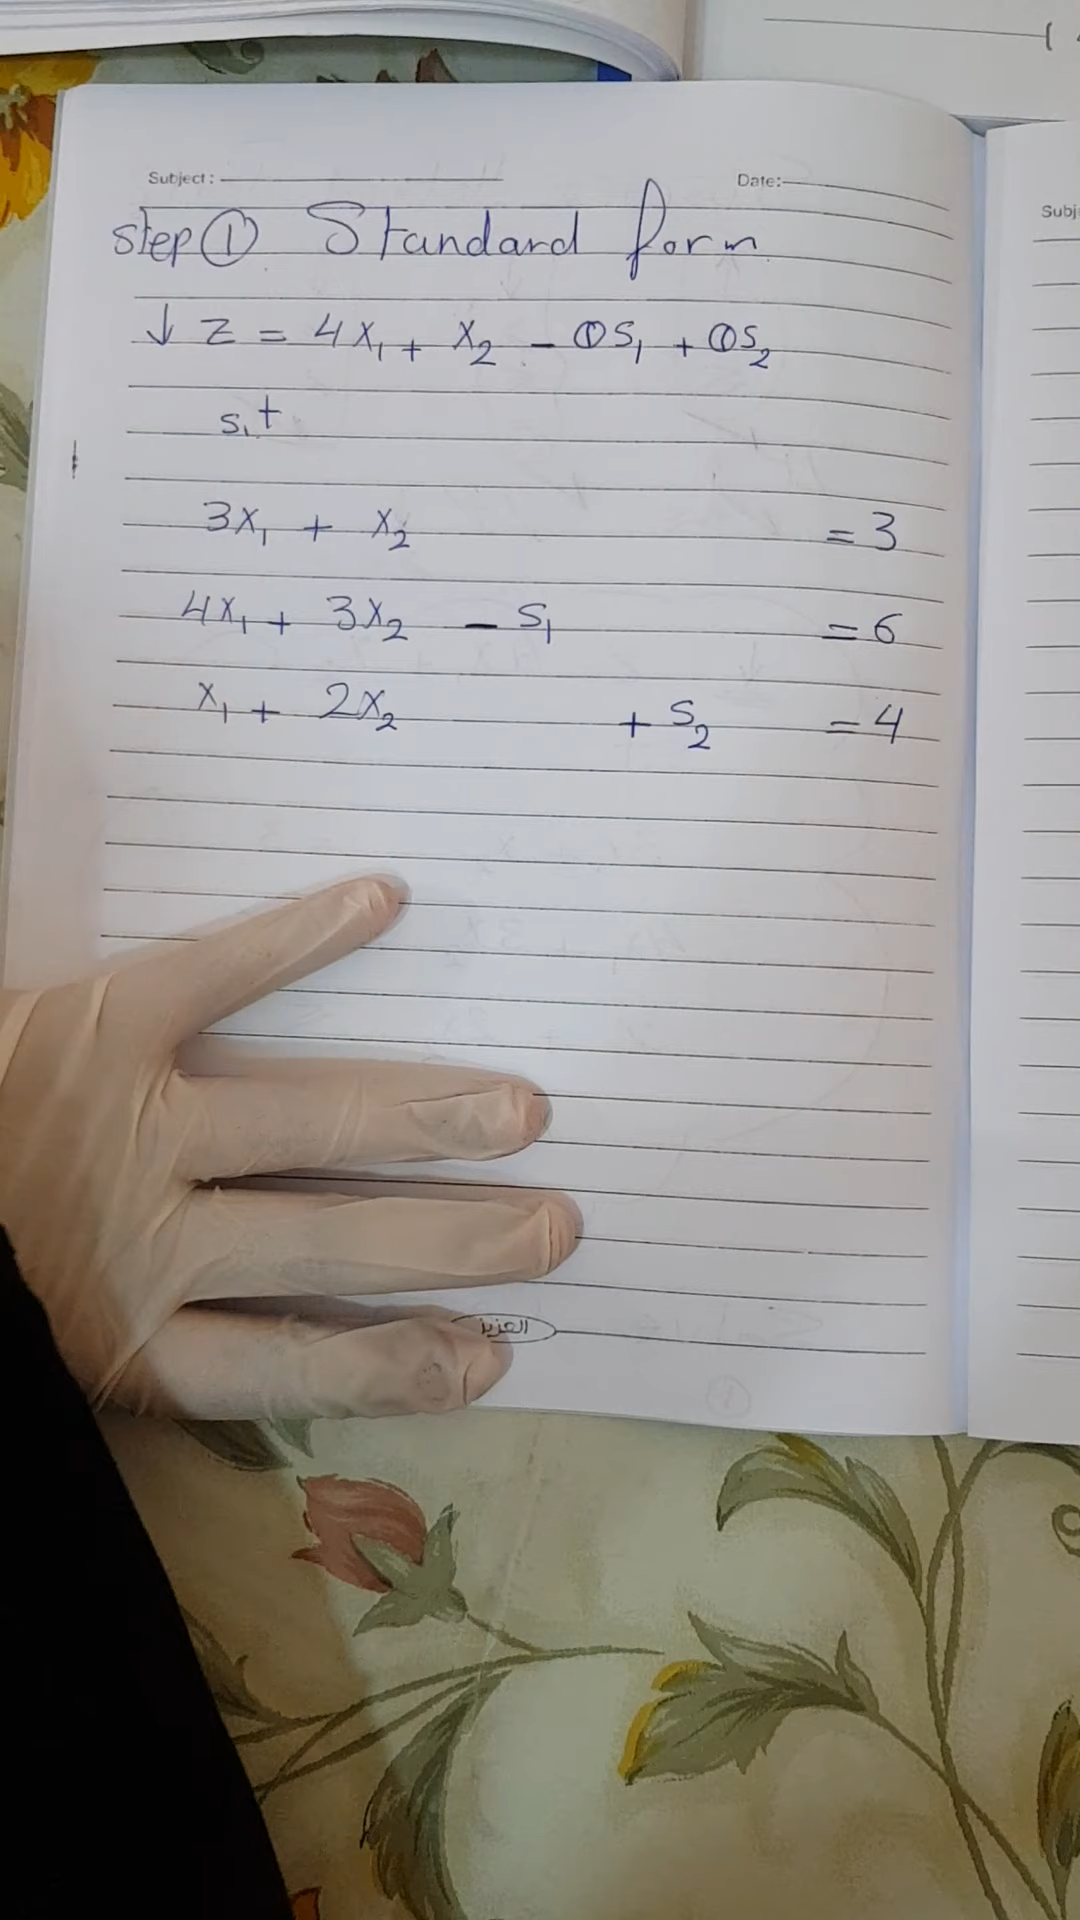 Subject: Date:
step ① Standard form
↓ Z = 4x₁ + x₂ - 0S₁ + 0S₂
s.t
3x₁ + x₂ = 3
4x₁ + 3x₂ - S₁ = 6
x₁ + 2x₂ + S₂ = 4
العزيز
Subj